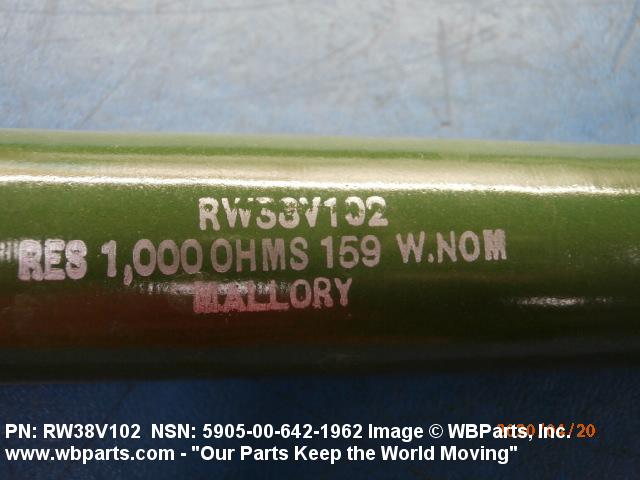 RW38V102
RES 1,000 OHMS 159 W.NOM
MALLORY
PN: RW38V102 NSN: 5905-00-642-1962 Image © WBParts, Inc.
www.wbparts.com - "Our Parts Keep the World Moving"